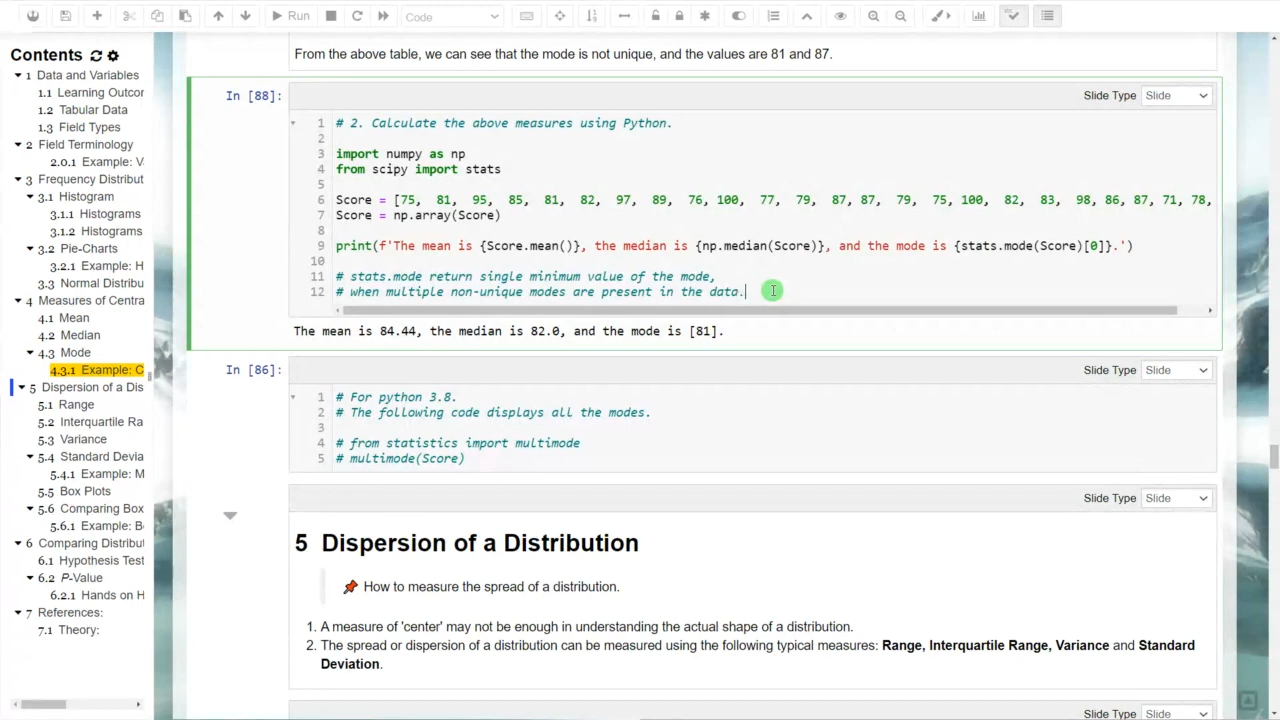 Run
Code
Contents
1 Data and Variables
1.1 Learning Outcor
1.2 Tabular Data
1.3 Field Types
2 Field Terminology
2.0.1 Example: V
3 Frequency Distribut
3.1 Histogram
3.1.1 Histograms
3.1.2 Histograms
3.2 Pie-Charts
3.2.1 Example: H
3.3 Normal Distribu
4 Measures of Centra
4.1 Mean
4.2 Median
4.3 Mode
4.3.1 Example: C
5 Dispersion of a Dis
5.1 Range
5.2 Interquartile Ra
5.3 Variance
5.4 Standard Devia
5.4.1 Example: M
5.5 Box Plots
5.6 Comparing Box
5.6.1 Example: Be
6 Comparing Distribut
6.1 Hypothesis Test
6.2 P-Value
6.2.1 Hands on H
7 References:
7.1 Theory:
From the above table, we can see that the mode is not unique, and the values are 81 and 87.
In [88]:
Slide Type Slide
1 # 2. Calculate the above measures using Python.
2
3 import numpy as np
4 from scipy import stats
5
6 Score = [75, 81, 95, 85, 81, 82, 97, 89, 76, 100, 77, 79, 87, 87, 79, 75, 100, 82, 83, 98, 86, 87, 71, 78,
7 Score = np.array(Score)
8
9 print(f'The mean is {Score.mean()}, the median is {np.median(Score)}, and the mode is {stats.mode(Score)[0]}.')
10
11 # stats.mode return single minimum value of the mode,
12 # when multiple non-unique modes are present in the data.
The mean is 84.44, the median is 82.0, and the mode is [81].
In [86]:
Slide Type Slide
1 # For python 3.8.
2 # The following code displays all the modes.
3
4 # from statistics import multimode
5 # multimode(Score)
Slide Type Slide
5 Dispersion of a Distribution
How to measure the spread of a distribution.
1. A measure of 'center' may not be enough in understanding the actual shape of a distribution.
2. The spread or dispersion of a distribution can be measured using the following typical measures: Range, Interquartile Range, Variance and Standard
Deviation.
Slide Type Slide